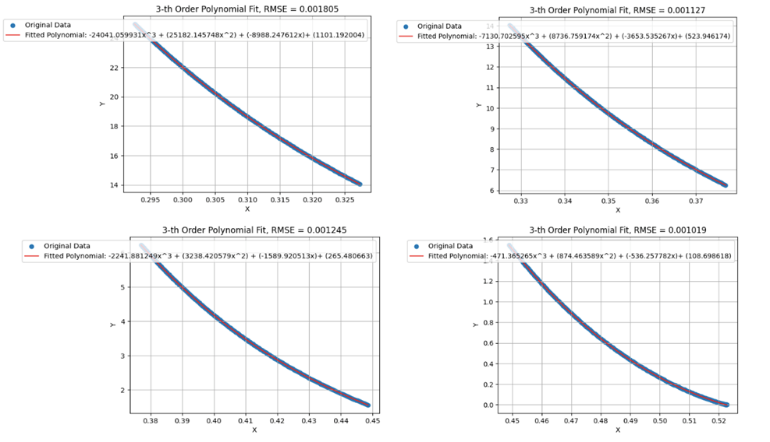 3-th Order Polynomial Fit, RMSE = 0.001805
Original Data
Fitted Polynomial: -24041.059931x^3 + (25182.145748x^2) + (-8988.247612x)+ (1101.192004)
Y
22
20
18
16
14
0.295 0.300 0.305 0.310 0.315 0.320 0.325
X
3-th Order Polynomial Fit, RMSE = 0.001127
Original Data
Fitted Polynomial: -7130.702595x^3 + (8736.759174x^2) + (-3653.535267x)+ (523.946174)
Y
13
12
11
10
9
8
7
6
0.33 0.34 0.35 0.36 0.37
X
3-th Order Polynomial Fit, RMSE = 0.001245
Original Data
Fitted Polynomial: -2241.881249x^3 + (3238.420579x^2) + (-1589.920513x)+ (265.480663)
Y
5
4
3
2
0.38 0.39 0.40 0.41 0.42 0.43 0.44 0.45
X
3-th Order Polynomial Fit, RMSE = 0.001019
Original Data
Fitted Polynomial: -471.365265x^3 + (874.463589x^2) + (-536.257782x)+ (108.698618)
Y
1.6
1.2
1.0
0.8
0.6
0.4
0.2
0.0
0.45 0.46 0.47 0.48 0.49 0.50 0.51 0.52
X